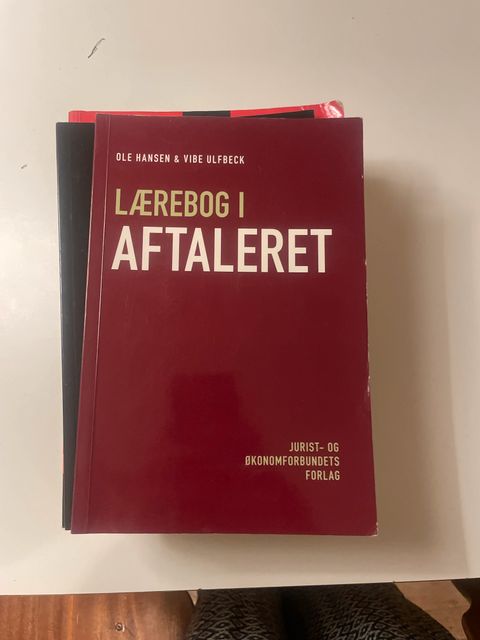 OLE HANSEN & VIBE ULFBECK
LÆREBOG I
AFTALERET
JURIST- OG
ØKONOMFORBUNDETS
FORLAG